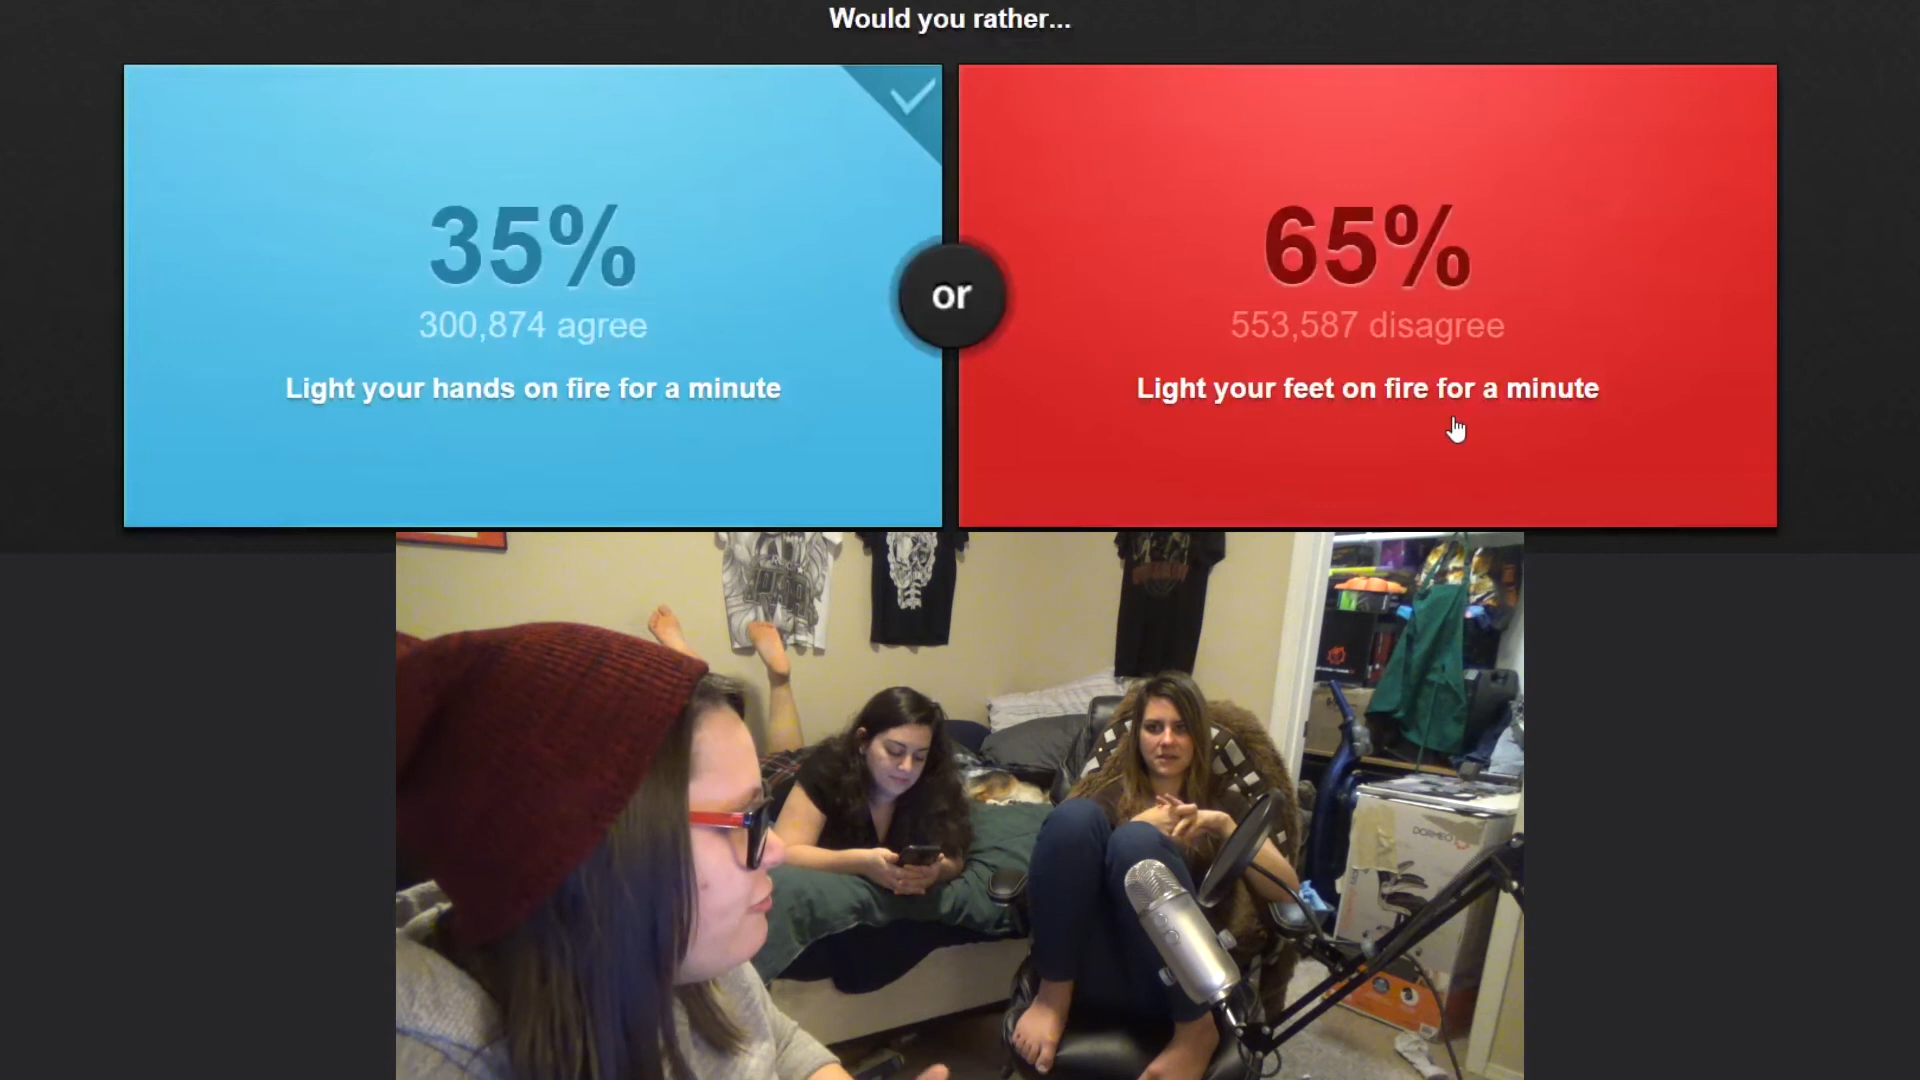 Would you rather...
35%
300,874 agree
Light your hands on fire for a minute
or
65%
553,587 disagree
Light your feet on fire for a minute
DORMEO